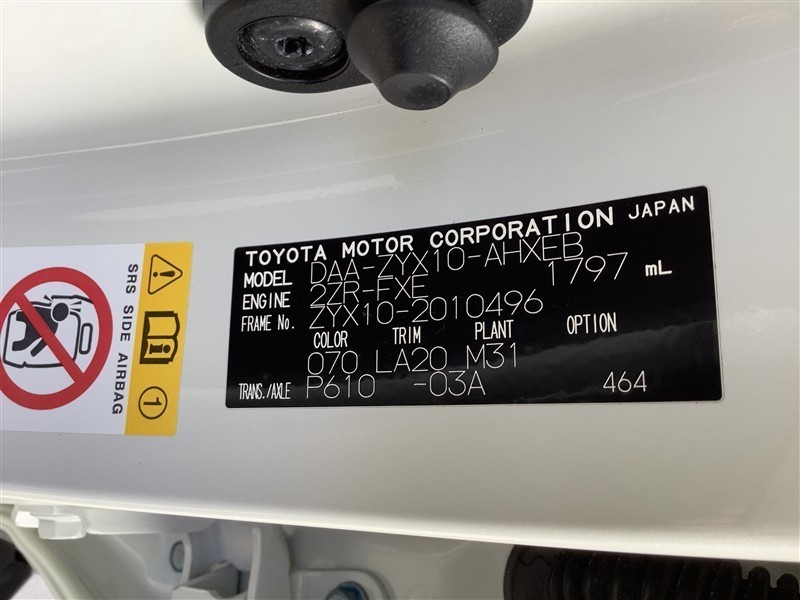 TOYOTA MOTOR CORPORATION JAPAN
MODEL DAA-ZYX10-AHXEB
ENGINE 2ZR-FXE 1797 mL
FRAME No. ZYX10-2010496
COLOR TRIM PLANT OPTION
070 LA20 M31
TRANS./AXLE P610 -03A 464
SRS SIDE AIRBAG
1